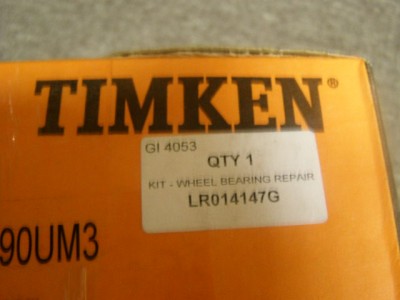 TIMKEN®
GI 4053
QTY 1
KIT - WHEEL BEARING REPAIR
LR014147G
90UM3